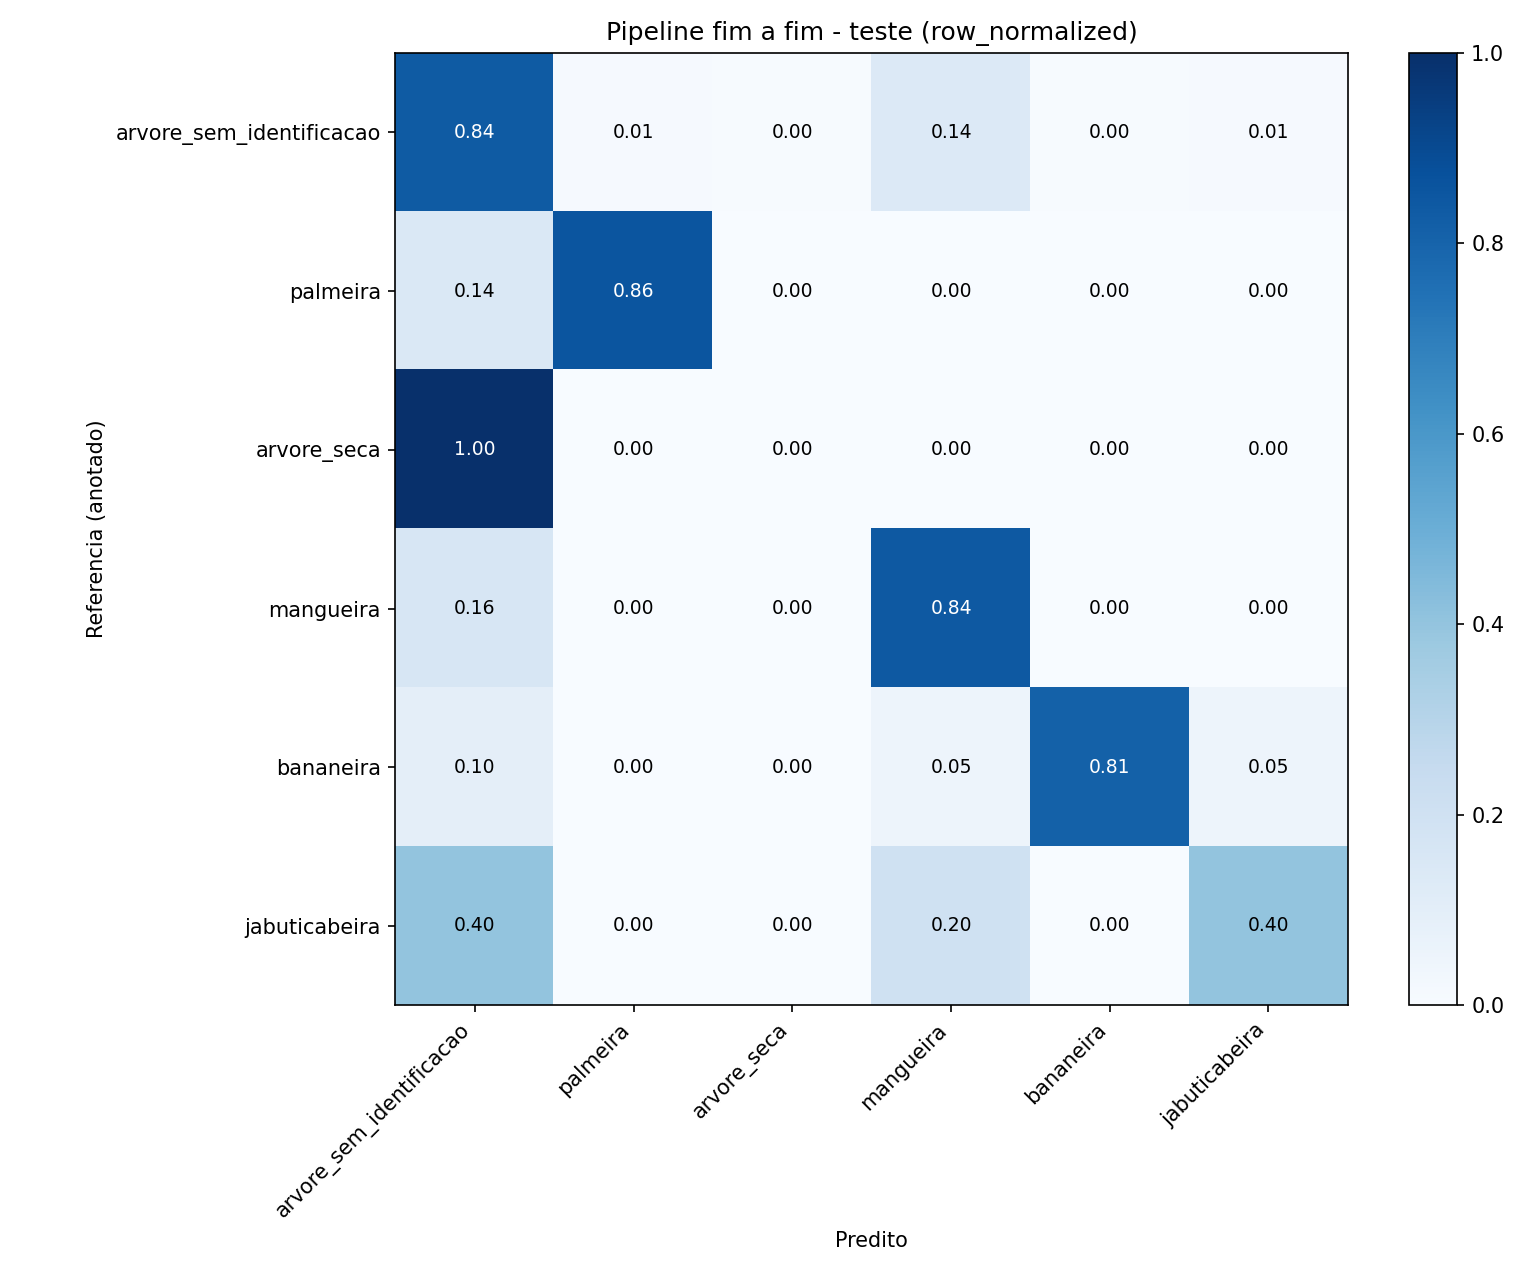 Pipeline fim a fim - teste (row_normalized)
Referencia (anotado)
arvore_sem_identificacao 0.84 0.01 0.00 0.14 0.00 0.01
palmeira 0.14 0.86 0.00 0.00 0.00 0.00
arvore_seca 1.00 0.00 0.00 0.00 0.00 0.00
mangueira 0.16 0.00 0.00 0.84 0.00 0.00
bananeira 0.10 0.00 0.00 0.05 0.81 0.05
jabuticabeira 0.40 0.00 0.00 0.20 0.00 0.40
arvore_sem_identificacao palmeira arvore_seca mangueira bananeira jabuticabeira
Predito
1.0
0.8
0.6
0.4
0.2
0.0